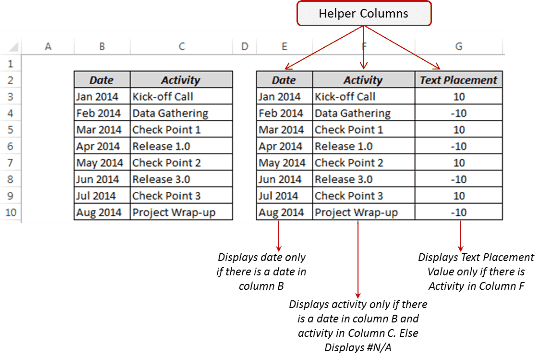 Helper Columns
A B C D E F G
1
2 Date Activity Date Activity Text Placement
3 Jan 2014 Kick-off Call Jan 2014 Kick-off Call 10
4 Feb 2014 Data Gathering Feb 2014 Data Gathering -10
5 Mar 2014 Check Point 1 Mar 2014 Check Point 1 10
6 Apr 2014 Release 1.0 Apr 2014 Release 1.0 -10
7 May 2014 Check Point 2 May 2014 Check Point 2 10
8 Jun 2014 Release 3.0 Jun 2014 Release 3.0 -10
9 Jul 2014 Check Point 3 Jul 2014 Check Point 3 10
10 Aug 2014 Project Wrap-up Aug 2014 Project Wrap-up -10
Displays date only
if there is a date in
column B
Displays activity only if there
is a date in column B and
activity in Column C. Else
Displays #N/A
Displays Text Placement
Value only if there is
Activity in Column F